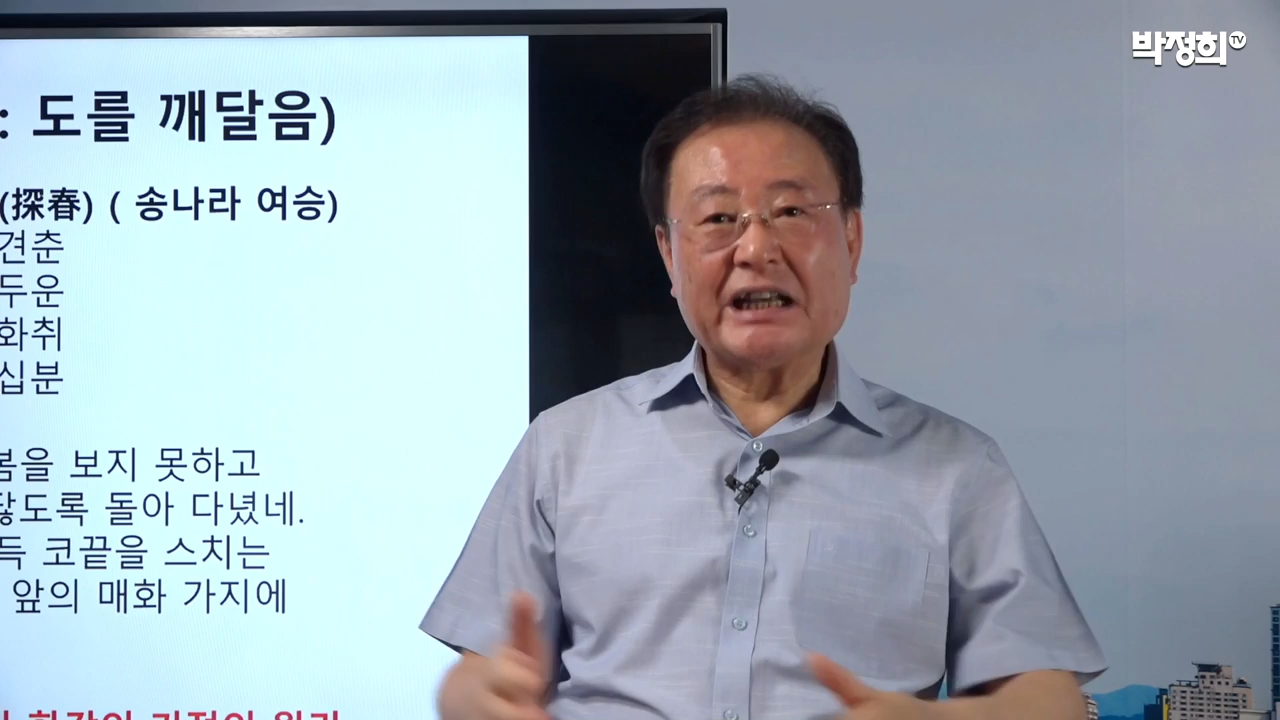 박정희TV
: 도를 깨달음)
(探春) ( 송나라 여승)
견춘
두운
화취
십분
봄을 보지 못하고
닳도록 돌아 다녔네.
득 코끝을 스치는
앞의 매화 가지에